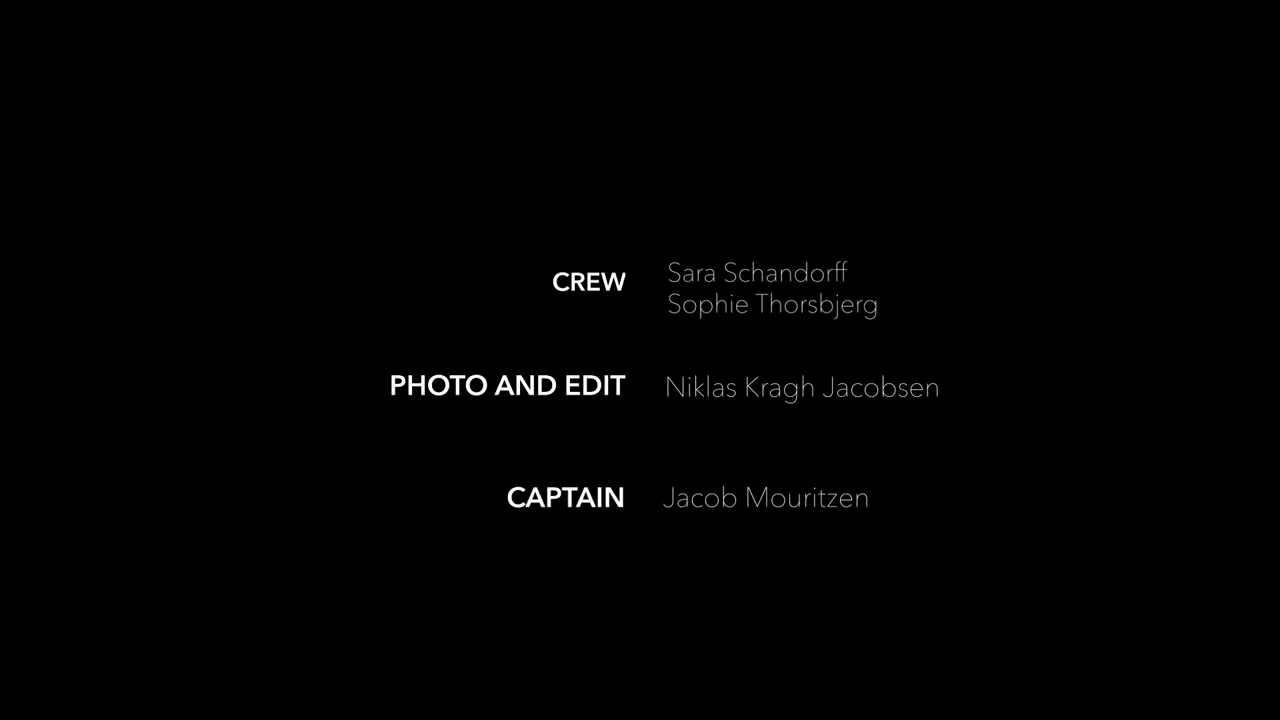 CREW Sara Schandorff
Sophie Thorsbjerg
PHOTO AND EDIT Niklas Kragh Jacobsen
CAPTAIN Jacob Mouritzen